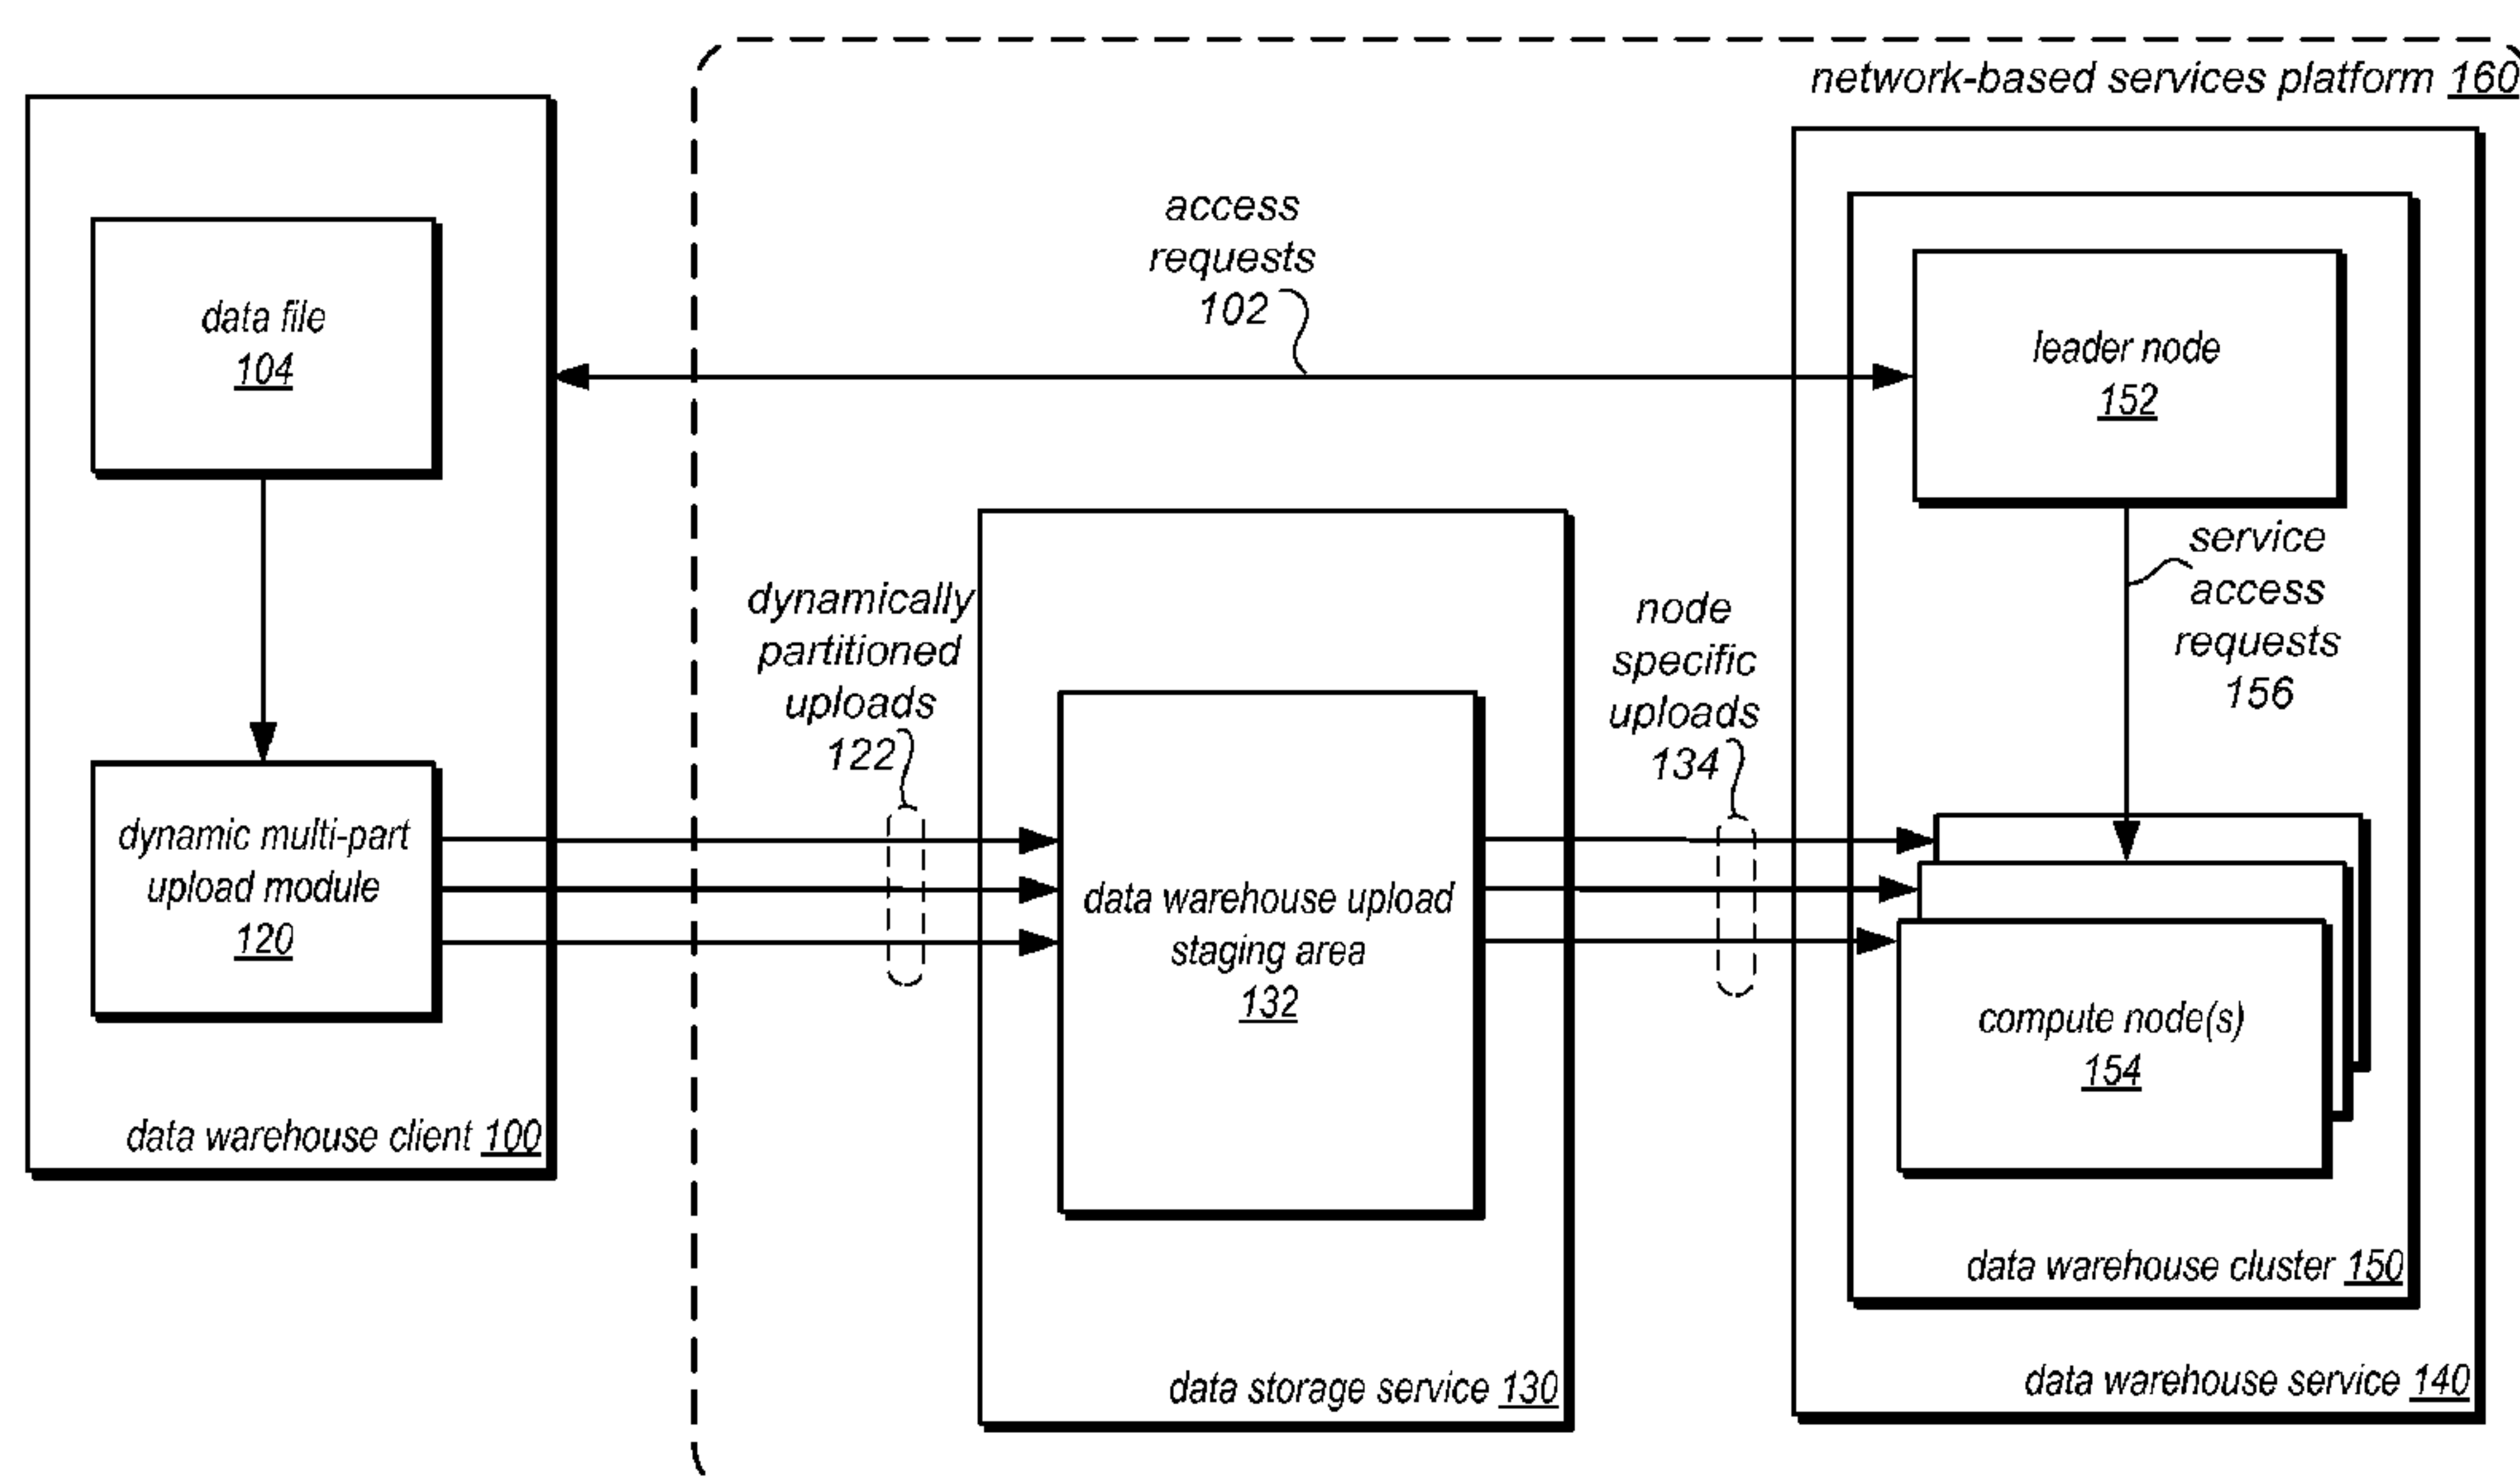 network-based services platform 160
access
requests
102
data file
104
leader node
152
service
access
requests
156
dynamically
partitioned
uploads
122
node
specific
uploads
134
dynamic multi-part
upload module
120
data warehouse upload
staging area
132
compute node(s)
154
data warehouse client 100
data warehouse cluster 150
data storage service 130
data warehouse service 140